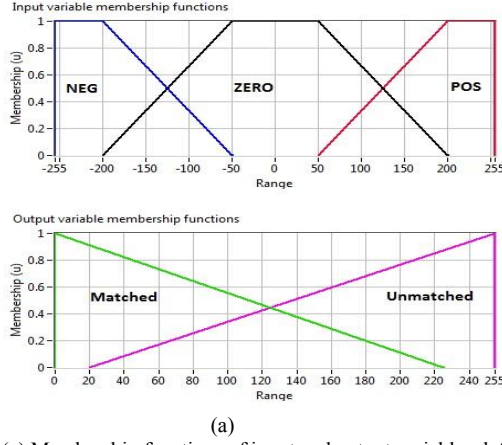 Input variable membership functions
Membership (u)
1
0.8
0.6
0.4
0.2
0
NEG
ZERO
POS
-255 -200 -150 -100 -50 0 50 100 150 200 255
Range
Output variable membership functions
Membership (u)
1
0.8
0.6
0.4
0.2
0
Matched
Unmatched
0 20 40 60 80 100 120 140 160 180 200 220 255
Range
(a)